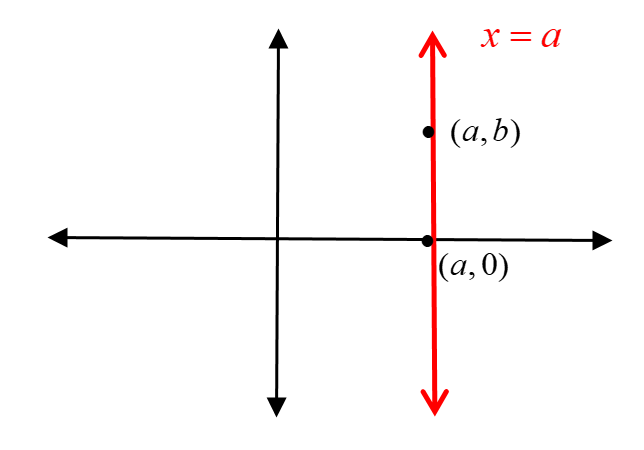 x = a
(a, b)
(a, 0)